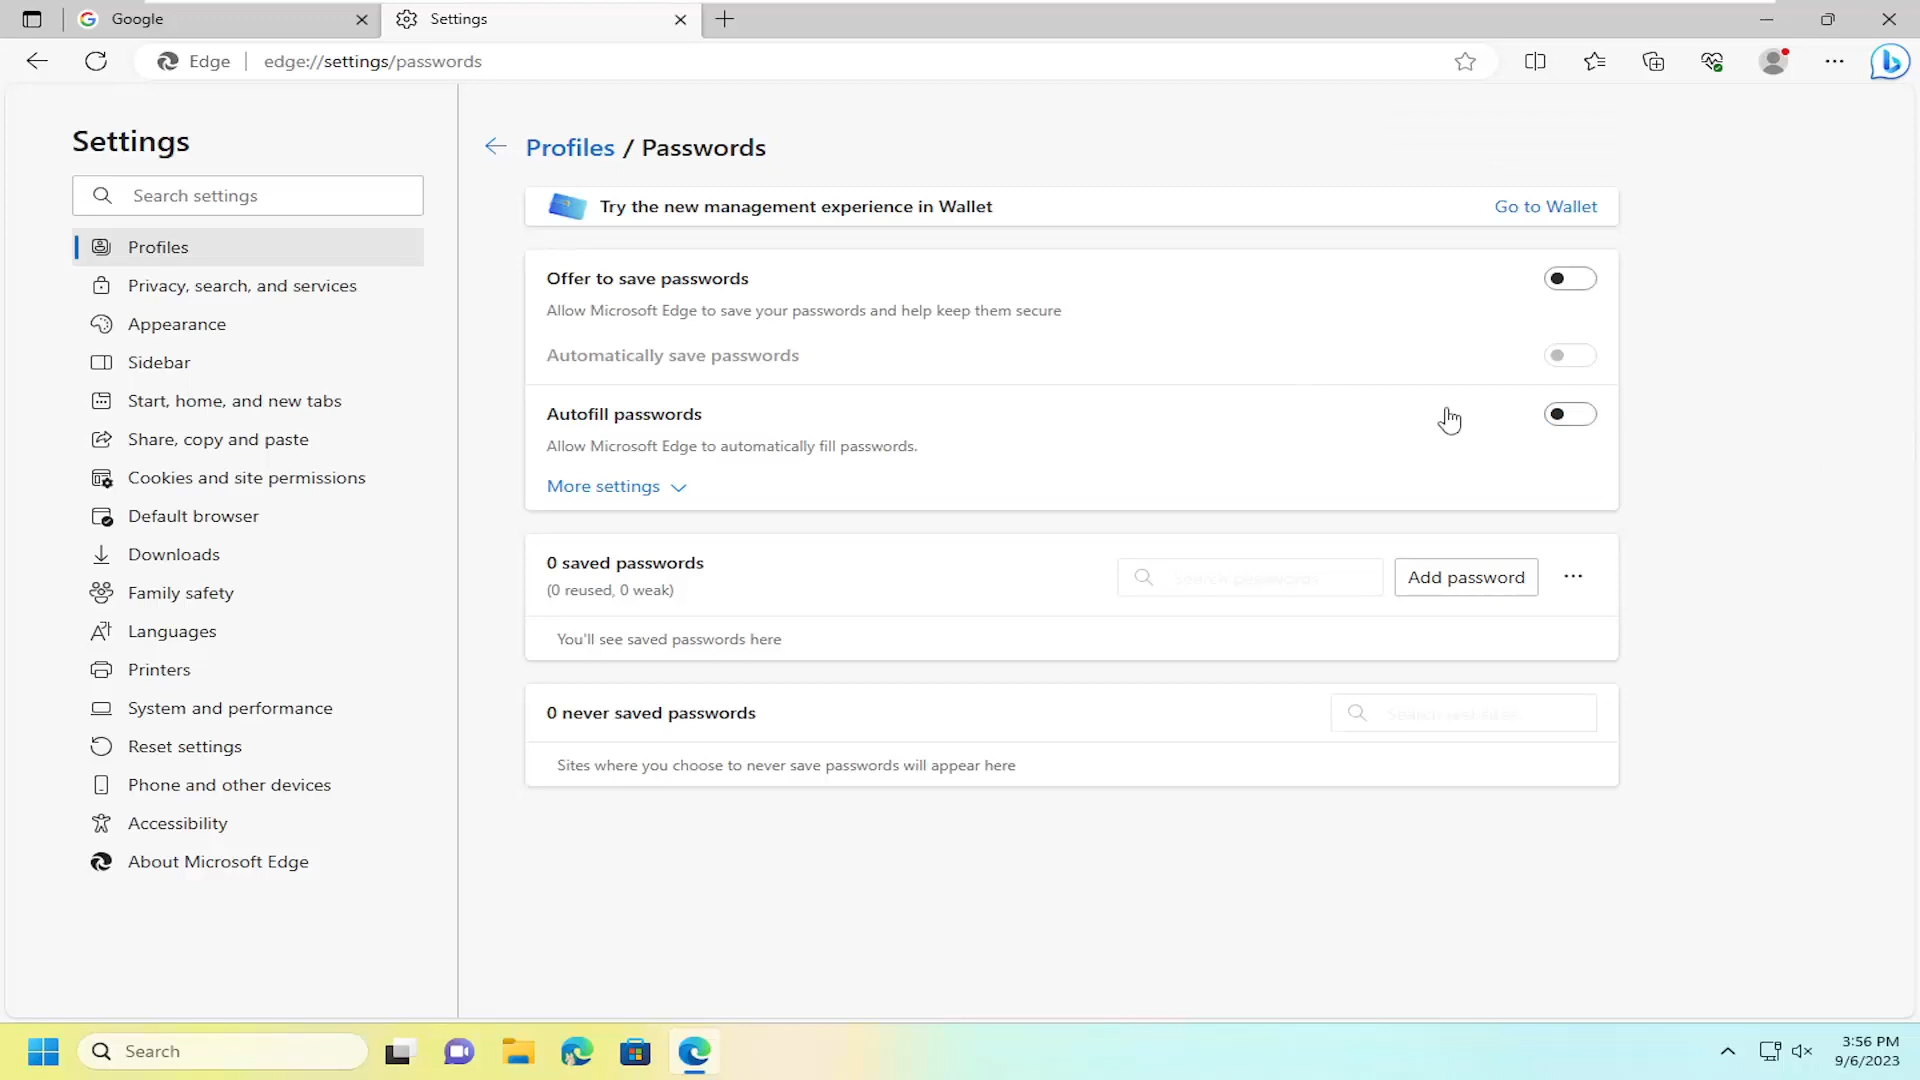 Google
Settings
Edge
edge://settings/passwords
Settings
Search settings
Profiles
Privacy, search, and services
Appearance
Sidebar
Start, home, and new tabs
Share, copy and paste
Cookies and site permissions
Default browser
Downloads
Family safety
Languages
Printers
System and performance
Reset settings
Phone and other devices
Accessibility
About Microsoft Edge
Profiles / Passwords
Try the new management experience in Wallet
Go to Wallet
Offer to save passwords
Allow Microsoft Edge to save your passwords and help keep them secure
Automatically save passwords
Autofill passwords
Allow Microsoft Edge to automatically fill passwords.
More settings
0 saved passwords
(0 reused, 0 weak)
Search passwords
Add password
You'll see saved passwords here
0 never saved passwords
Search websites
Sites where you choose to never save passwords will appear here
Search
3:56 PM
9/6/2023